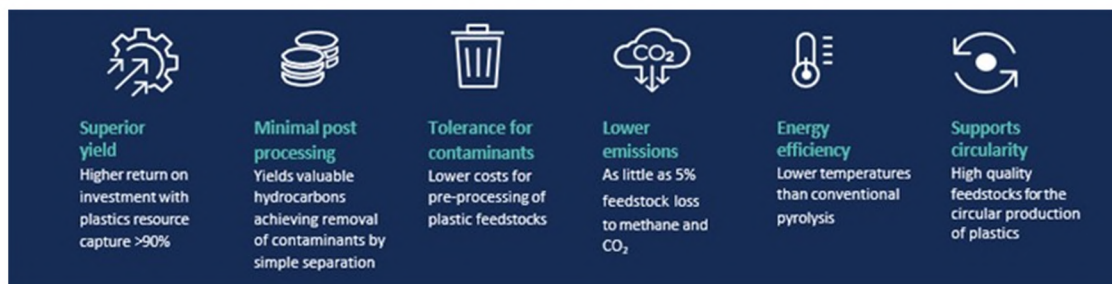 CO₂
Superior
yield
Higher return on
investment with
plastics resource
capture >90%
Minimal post
processing
Yields valuable
hydrocarbons
achieving removal
of contaminants by
simple separation
Tolerance for
contaminants
Lower costs for
pre-processing of
plastic feedstocks
Lower
emissions
As little as 5%
feedstock loss
to methane and
CO₂
Energy
efficiency
Lower temperatures
than conventional
pyrolysis
Supports
circularity
High quality
feedstocks for the
circular production
of plastics